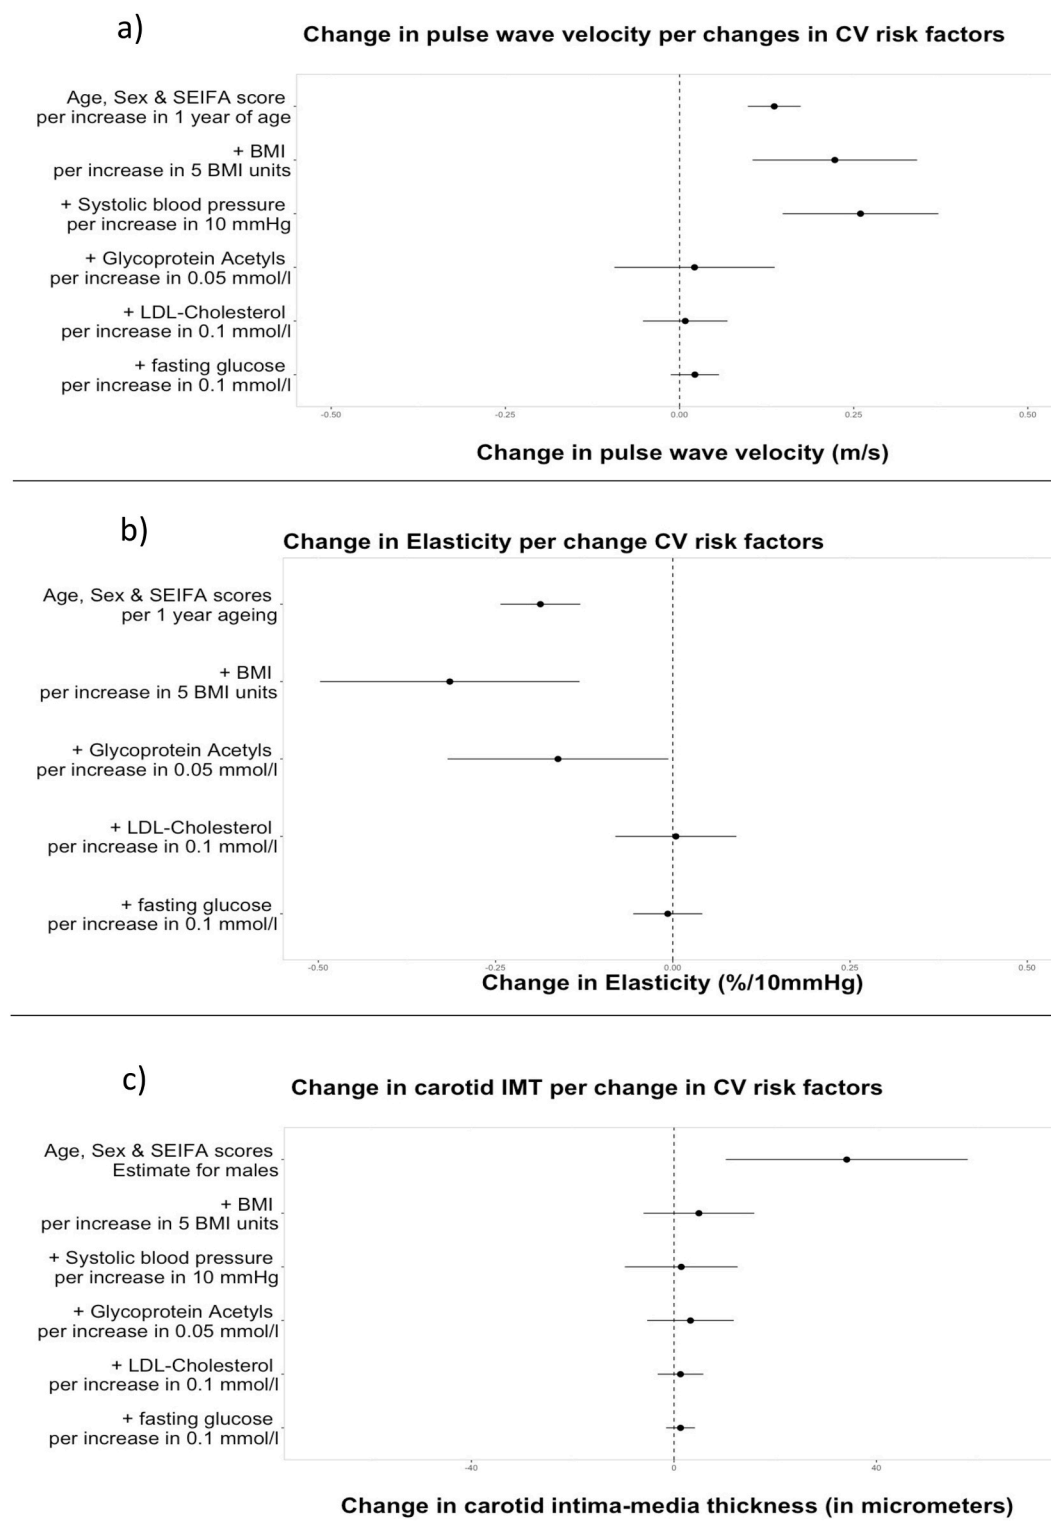 a)
Change in pulse wave velocity per changes in CV risk factors
Age, Sex & SEIFA score
per increase in 1 year of age
+ BMI
per increase in 5 BMI units
+ Systolic blood pressure
per increase in 10 mmHg
+ Glycoprotein Acetyls
per increase in 0.05 mmol/l
+ LDL-Cholesterol
per increase in 0.1 mmol/l
+ fasting glucose
per increase in 0.1 mmol/l
-0.50 -0.25 0.00 0.25 0.50
Change in pulse wave velocity (m/s)
b)
Change in Elasticity per change CV risk factors
Age, Sex & SEIFA scores
per 1 year ageing
+ BMI
per increase in 5 BMI units
+ Glycoprotein Acetyls
per increase in 0.05 mmol/l
+ LDL-Cholesterol
per increase in 0.1 mmol/l
+ fasting glucose
per increase in 0.1 mmol/l
-0.50 -0.25 0.00 0.25 0.50
Change in Elasticity (%/10mmHg)
c)
Change in carotid IMT per change in CV risk factors
Age, Sex & SEIFA scores
Estimate for males
+ BMI
per increase in 5 BMI units
+ Systolic blood pressure
per increase in 10 mmHg
+ Glycoprotein Acetyls
per increase in 0.05 mmol/l
+ LDL-Cholesterol
per increase in 0.1 mmol/l
+ fasting glucose
per increase in 0.1 mmol/l
-40 0 40
Change in carotid intima-media thickness (in micrometers)